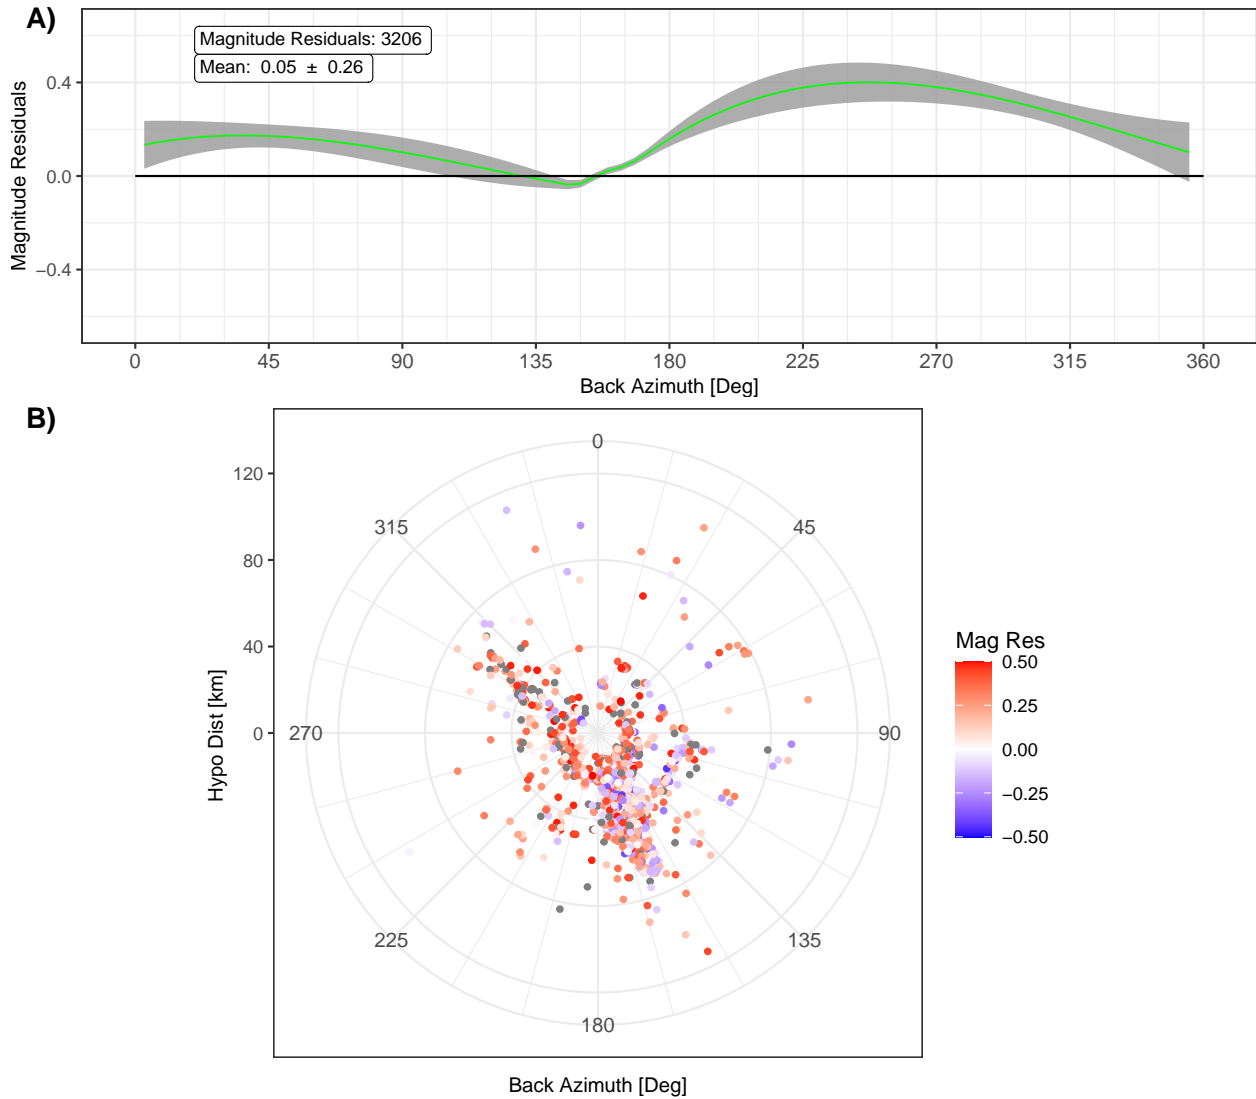 A)
Magnitude Residuals: 3206
Mean:  0.05  ±  0.26
Magnitude Residuals
0.4
0.0
−0.4
0 45 90 135 180 225 270 315 360
Back Azimuth [Deg]
B)
Hypo Dist [km]
120
80
40
0
0
45
90
135
180
225
270
315
Back Azimuth [Deg]
Mag Res
0.50
0.25
0.00
−0.25
−0.50